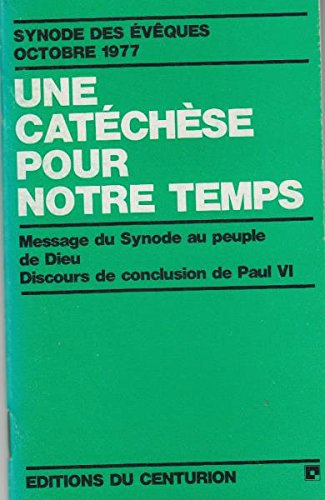 SYNODE DES ÉVÊQUES
OCTOBRE 1977
UNE
CATÉCHÈSE
POUR
NOTRE TEMPS
Message du Synode au peuple
de Dieu
Discours de conclusion de Paul VI
EDITIONS DU CENTURION